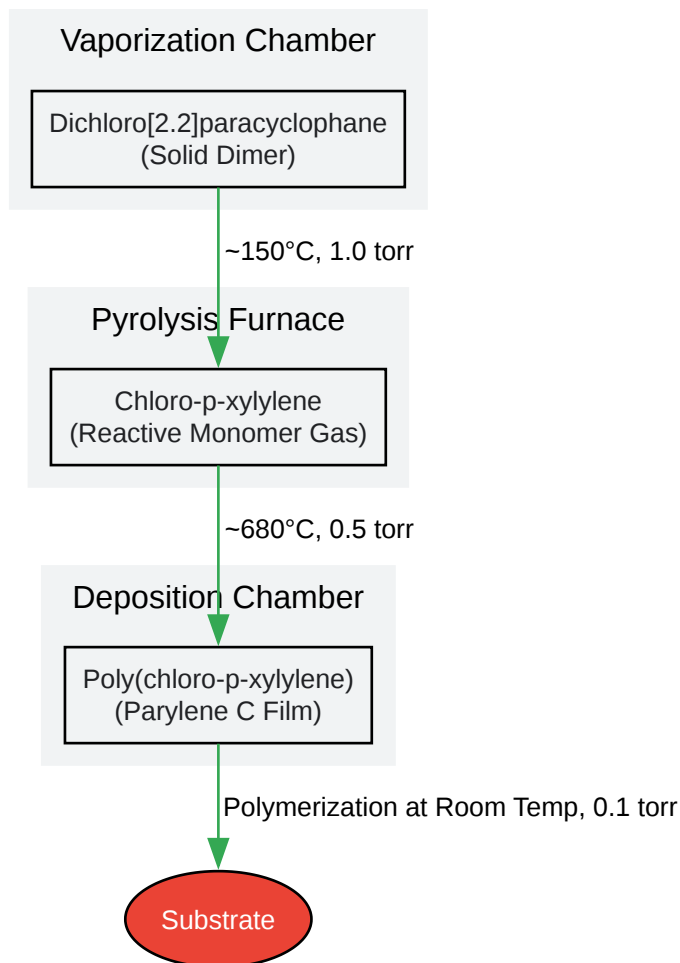 Vaporization Chamber
Dichloro[2.2]paracyclophane
(Solid Dimer)
~150°C, 1.0 torr
Pyrolysis Furnace
Chloro-p-xylylene
(Reactive Monomer Gas)
~680°C, 0.5 torr
Deposition Chamber
Poly(chloro-p-xylylene)
(Parylene C Film)
Polymerization at Room Temp, 0.1 torr
Substrate